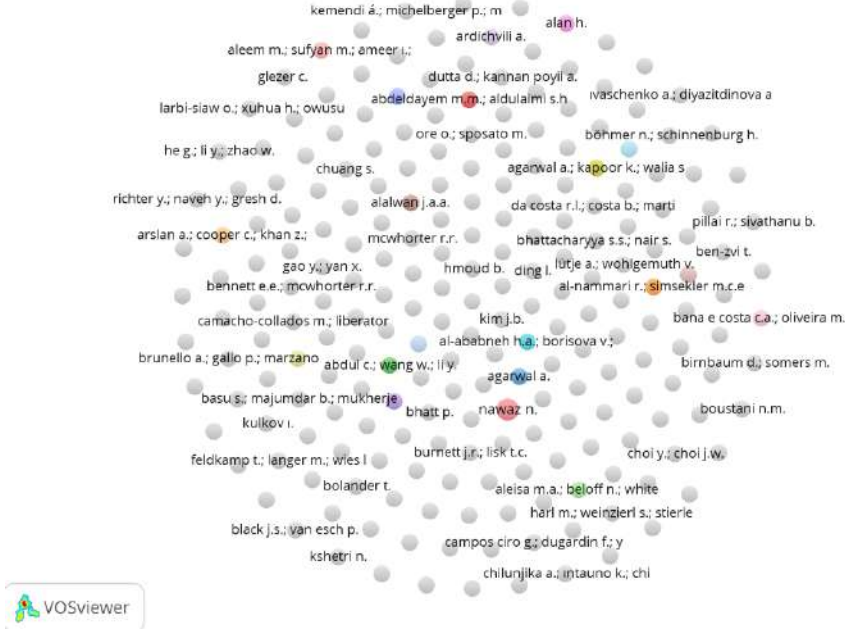 kemendi á.; michelberger p.; m
alan h.
ardichvili a.
aleem m.; sufyan m.; ameer i.;
glezer c.
dutta d.; kannan poyil a.
abdeldayem m.m.; aldulaimi s.h
ivaschenko a.; diyazitdinova a
larbi-siaw o.; xuhua h.; owusu
ore o.; sposato m.
böhmer n.; schinnenburg h.
he g.; li y.; zhao w.
chuang s.
agarwal a.; kapoor k.; walia s
richter y.; naveh y.; gresh d.
alalwan j.a.a.
da costa r.l.; costa b.; marti
pillai r.; sivathanu b.
arslan a.; cooper c.; khan z.;
mcwhorter r.r.
bhattacharyya s.s.; nair s.
ben-zvi t.
gao y.; yan x.
hmoud b.
ding l.
lütje a.; wohlgemuth v.
bennett e.e.; mcwhorter r.r.
al-nammari r.; simsekler m.c.e
camacho-collados m.; liberator
kim j.b.
bana e costa c.a.; oliveira m.
al-ababneh h.a.; borisova v.;
brunello a.; gallo p.; marzano
abdul c.; wang w.; li y.
birnbaum d.; somers m.
agarwal a.
basu s.; majumdar b.; mukherje
bhatt p.
nawaz n.
boustani n.m.
kulkov i.
feldkamp t.; langer m.; wies l
burnett j.r.; lisk t.c.
choi y.; choi j.w.
bolander t.
aleisa m.a.; beloff n.; white
harl m.; weinzierl s.; stierle
black j.s.; van esch p.
campos ciro g.; dugardin f.; y
kshetri n.
chilunjika a.; intauno k.; chi
VOSviewer